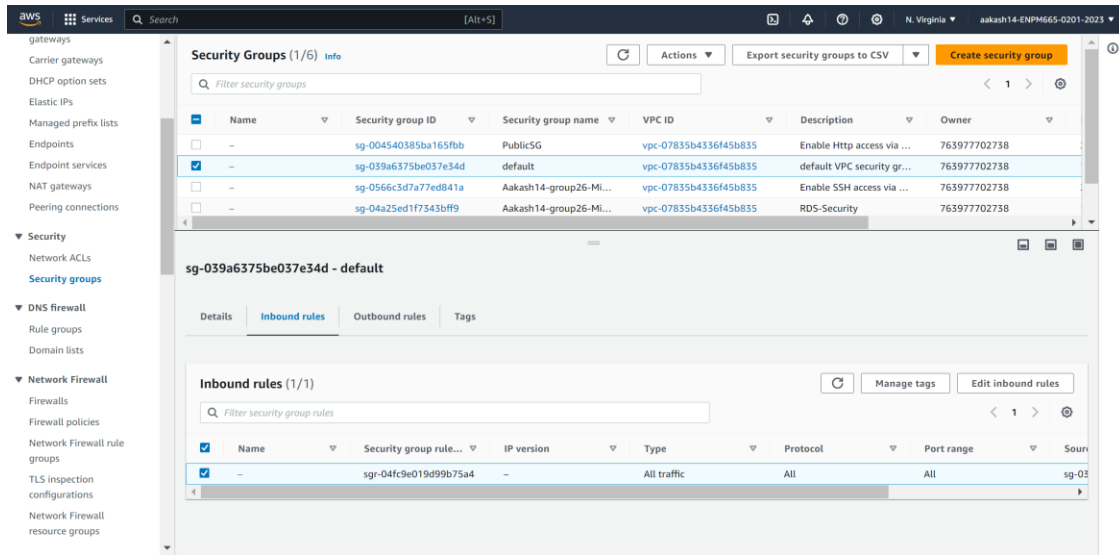 aws Services Search [Alt+S] N. Virginia ▼ aakash14-ENPM665-0201-2023 ▼
gateways
Carrier gateways
DHCP option sets
Elastic IPs
Managed prefix lists
Endpoints
Endpoint services
NAT gateways
Peering connections
▼ Security
Network ACLs
Security groups
▼ DNS firewall
Rule groups
Domain lists
▼ Network Firewall
Firewalls
Firewall policies
Network Firewall rule
groups
TLS inspection
configurations
Network Firewall
resource groups
Security Groups (1/6) Info Actions ▼ Export security groups to CSV ▼ Create security group
Filter security groups < 1 >
Name Security group ID Security group name VPC ID Description Owner
– sg-004540385ba165fbb PublicSG vpc-07835b4336f45b835 Enable Http access via ... 763977702738
– sg-039a6375be037e34d default vpc-07835b4336f45b835 default VPC security gr... 763977702738
– sg-0566c3d7a77ed841a Aakash14-group26-Mi... vpc-07835b4336f45b835 Enable SSH access via ... 763977702738
– sg-04a25ed1f7343bff9 Aakash14-group26-Mi... vpc-07835b4336f45b835 RDS-Security 763977702738
sg-039a6375be037e34d - default
Details Inbound rules Outbound rules Tags
Inbound rules (1/1) Manage tags Edit inbound rules
Filter security group rules < 1 >
Name Security group rule... IP version Type Protocol Port range Sour
– sgr-04fc9e019d99b75a4 – All traffic All All sg-03